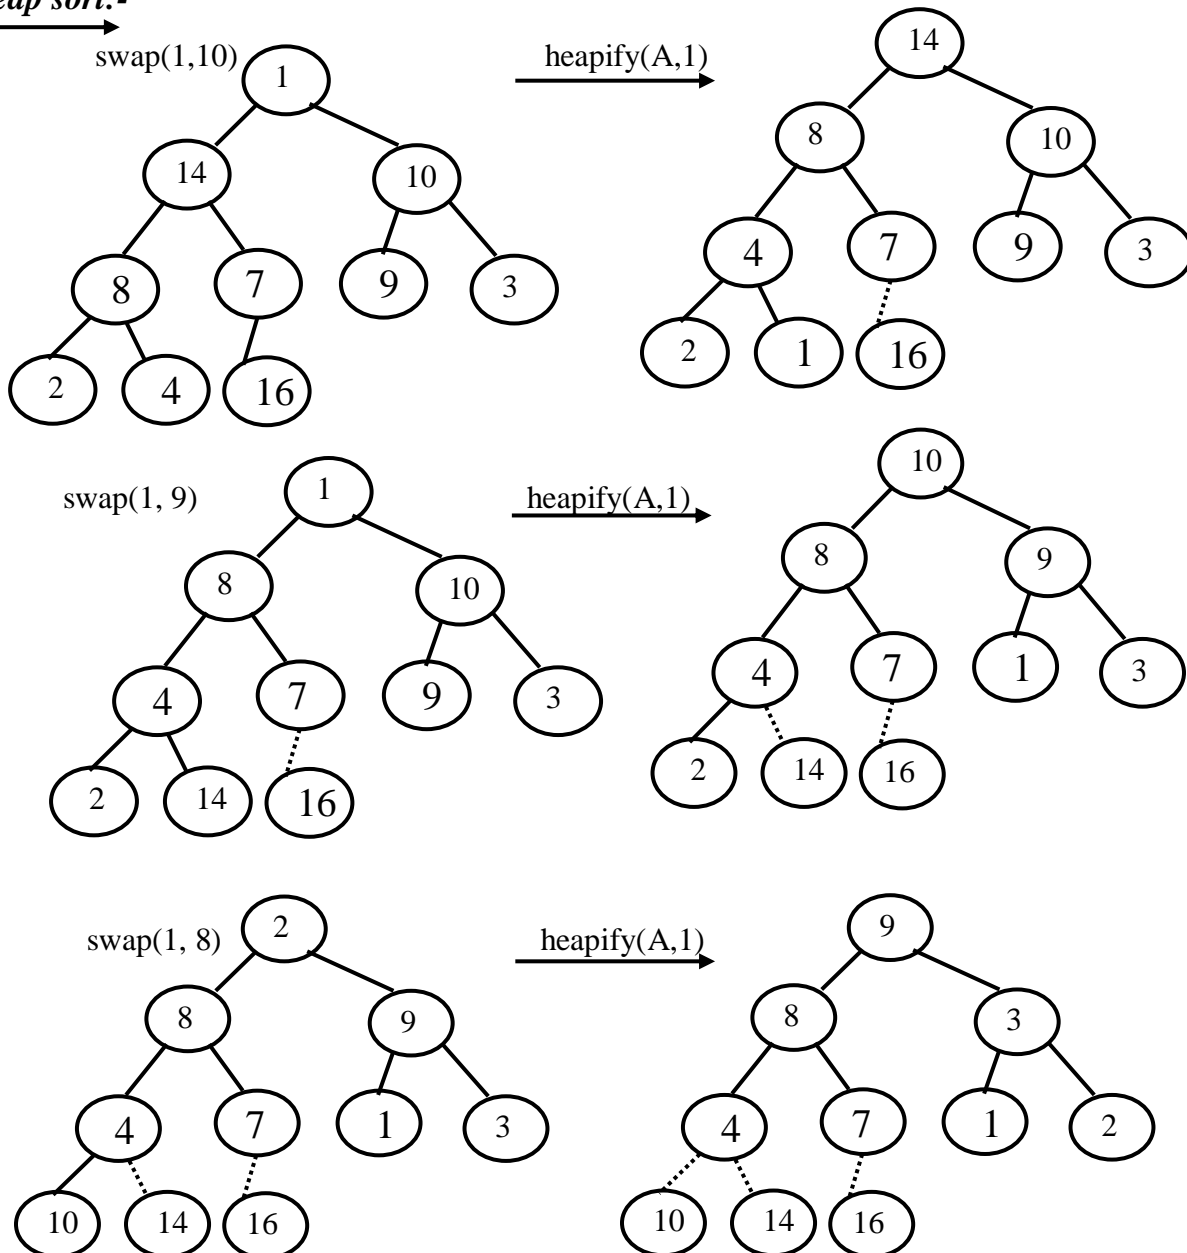 eap sort:-
swap(1,10) 1 heapify(A,1) 14
14 10 8 10
8 7 9 3 4 7 9 3
2 4 16 2 1 16
swap(1, 9) 1 heapify(A,1) 10
8 10 8 9
4 7 9 3 4 7 1 3
2 14 16 2 14 16
swap(1, 8) 2 heapify(A,1) 9
8 9 8 3
4 7 1 3 4 7 1 2
10 14 16 10 14 16